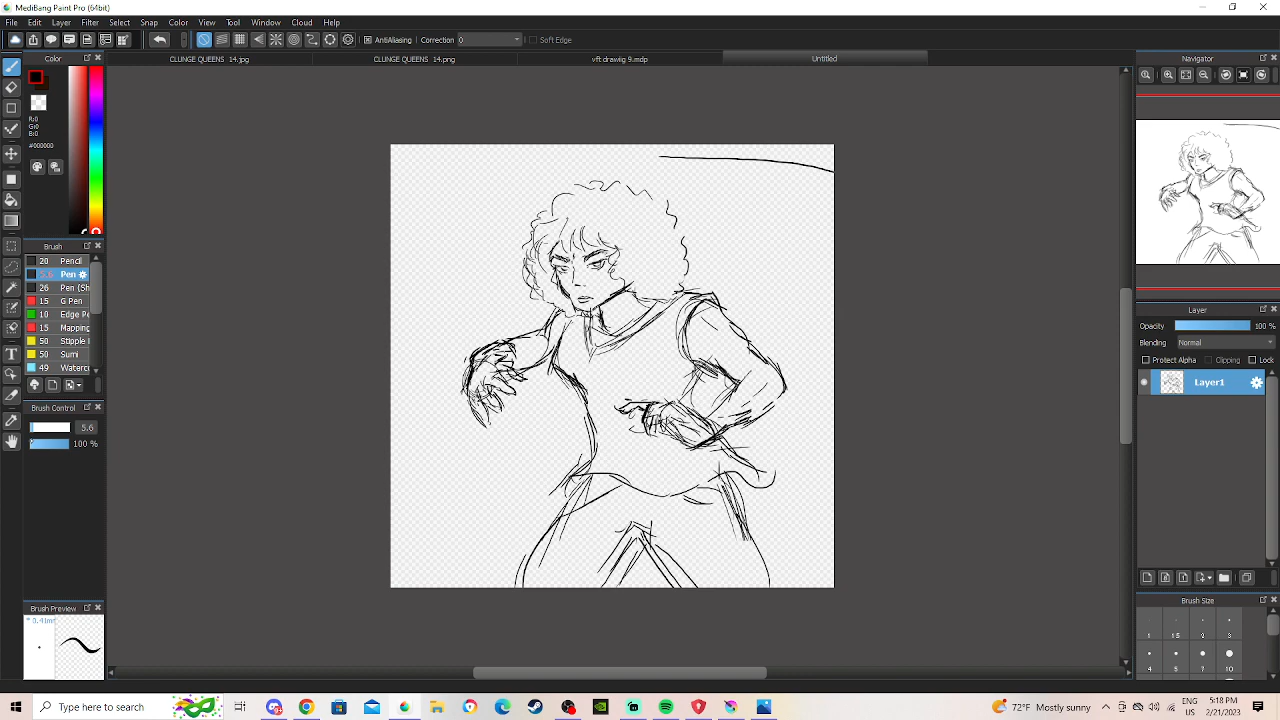 MediBang Paint Pro (64bit)
File Edit Layer Filter Select Snap Color View Tool Window Cloud Help
AntiAliasing Correction 0 Soft Edge
Color CLUNGE QUEENS 14.jpg CLUNGE QUEENS 14.png vft drawiig 9.mdp Untitled Navigator
R:0
G:0
B:0
#000000
Brush
20 Pencil
5.6 Pen
26 Pen (Sh
15 G Pen
10 Edge Pe
15 Mapping
50 Stipple
50 Sumi
49 Waterc
Brush Control
5.6
100 %
Brush Preview
* 0.41mm
Layer
Opacity 100 %
Blending Normal
Protect Alpha Clipping Lock
Layer1
Brush Size
1 1.5 2 3
4 5 7 10
Type here to search
72°F Mostly sunny
ENG
US
5:18 PM
2/21/2023